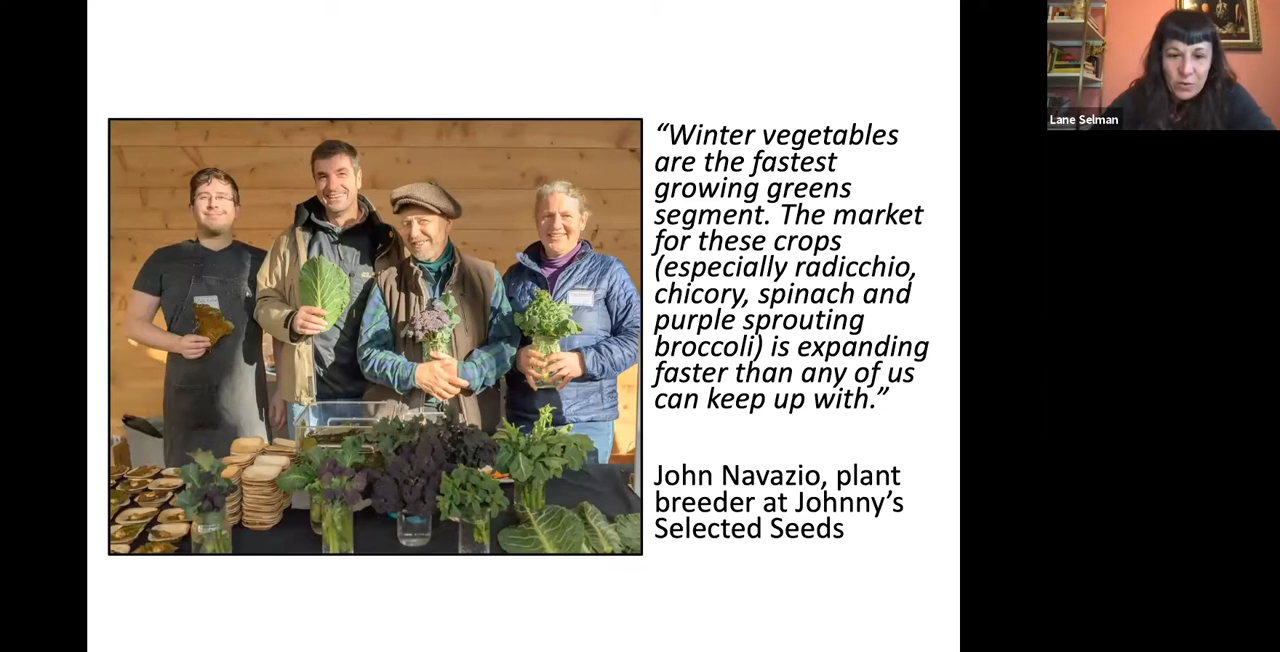 “Winter vegetables
are the fastest
growing greens
segment. The market
for these crops
(especially radicchio,
chicory, spinach and
purple sprouting
broccoli) is expanding
faster than any of us
can keep up with.”
John Navazio, plant
breeder at Johnny’s
Selected Seeds
Lane Selman